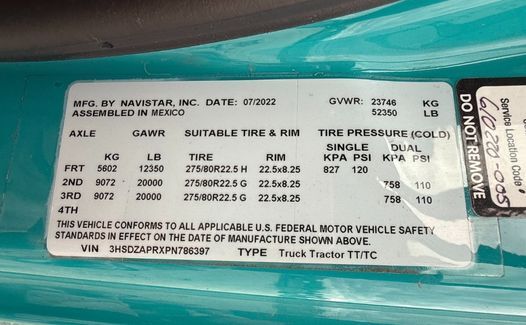 MFG. BY NAVISTAR, INC. DATE: 07/2022 GVWR: 23746 KG
ASSEMBLED IN MEXICO 52350 LB
AXLE GAWR SUITABLE TIRE & RIM TIRE PRESSURE (COLD)
SINGLE DUAL
KG LB TIRE RIM KPA PSI KPA PSI
FRT 5602 12350 275/80R22.5 H 22.5x8.25 827 120
2ND 9072 20000 275/80R22.5 G 22.5x8.25 758 110
3RD 9072 20000 275/80R22.5 G 22.5x8.25 758 110
4TH
THIS VEHICLE CONFORMS TO ALL APPLICABLE U.S. FEDERAL MOTOR VEHICLE SAFETY
STANDARDS IN EFFECT ON THE DATE OF MANUFACTURE SHOWN ABOVE.
VIN 3HSDZAPRXPN786397 TYPE Truck Tractor TT/TC
DO NOT REMOVE
Service Location Code: